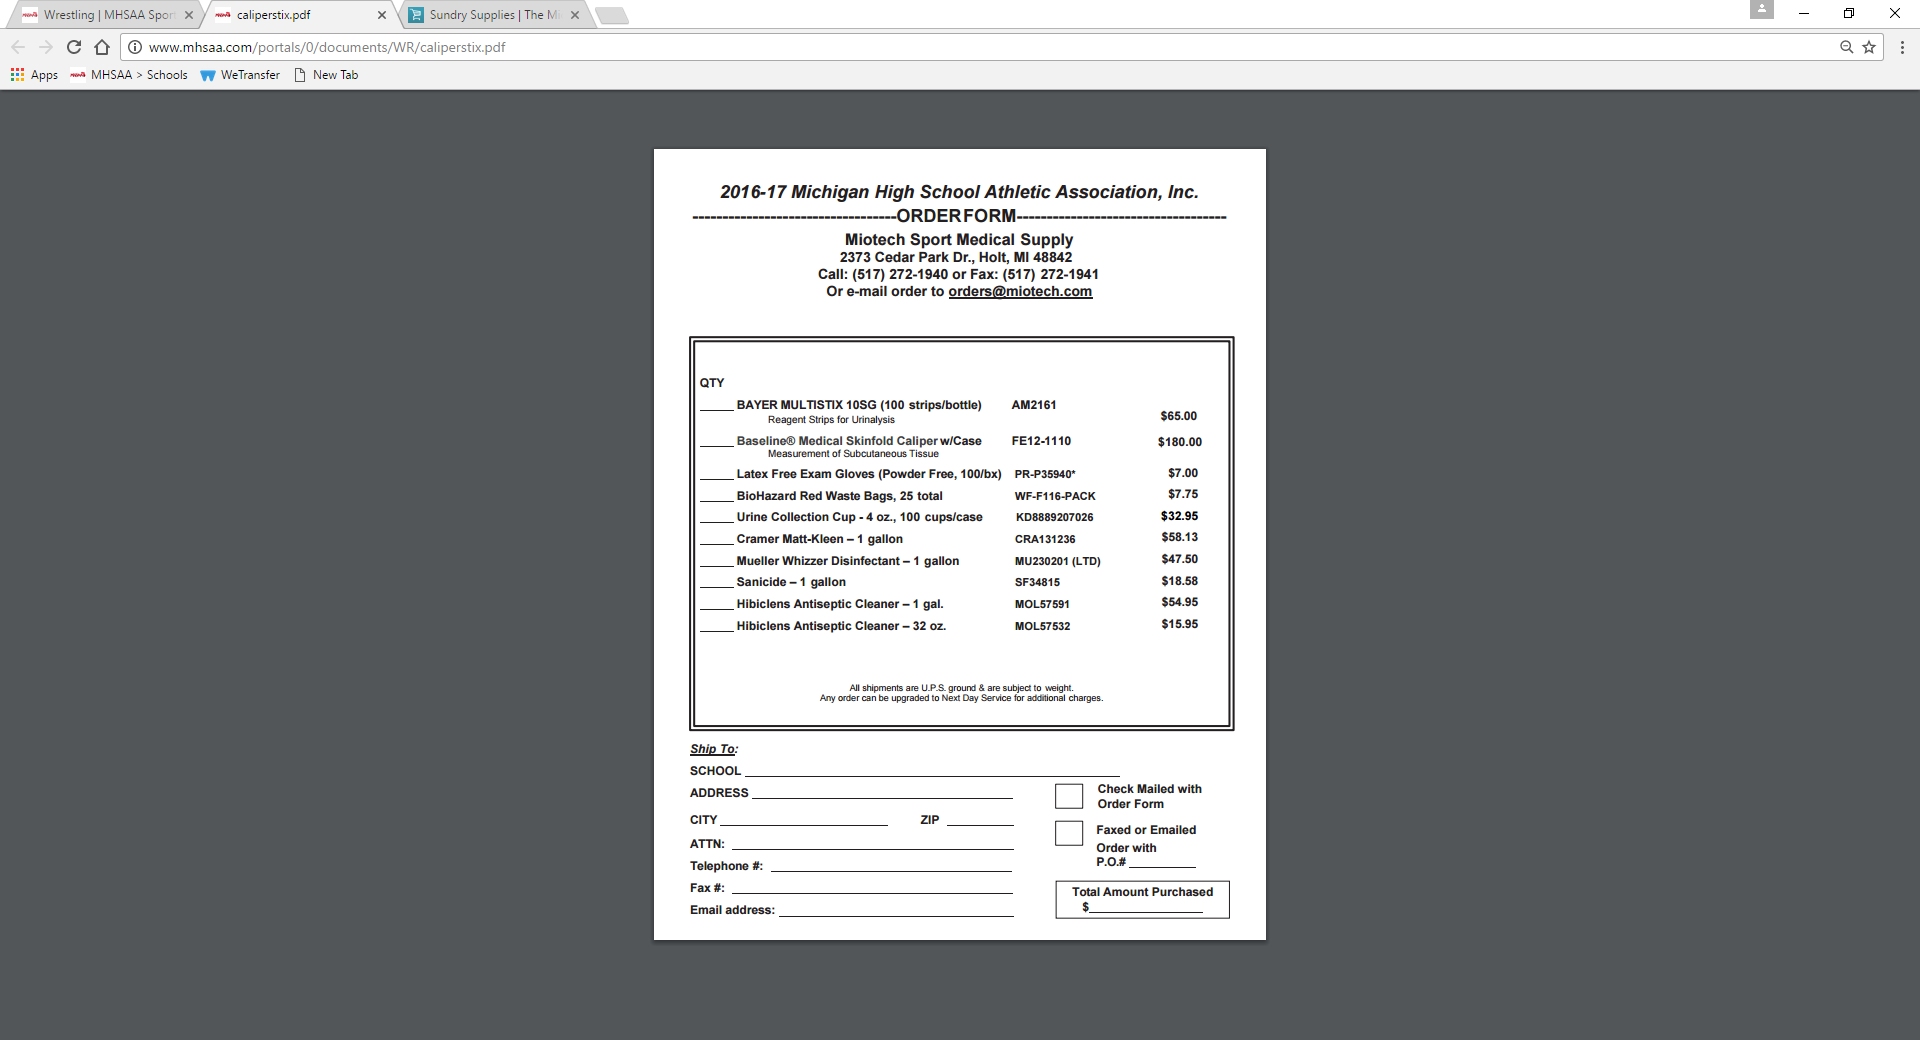 Wrestling | MHSAA Sport
caliperstix.pdf
Sundry Supplies | The M
www.mhsaa.com/portals/0/documents/WR/caliperstix.pdf
Apps
MHSAA > Schools
WeTransfer
New Tab
2016-17 Michigan High School Athletic Association, Inc.
----------------------------------ORDER FORM-----------------------------------
Miotech Sport Medical Supply
2373 Cedar Park Dr., Holt, MI 48842
Call: (517) 272-1940 or Fax: (517) 272-1941
Or e-mail order to orders@miotech.com
QTY
_____ BAYER MULTISTIX 10SG (100 strips/bottle) AM2161
Reagent Strips for Urinalysis $65.00
_____ Baseline® Medical Skinfold Caliper w/Case FE12-1110 $180.00
Measurement of Subcutaneous Tissue
_____ Latex Free Exam Gloves (Powder Free, 100/bx) PR-P35940* $7.00
_____ BioHazard Red Waste Bags, 25 total WF-F116-PACK $7.75
_____ Urine Collection Cup - 4 oz., 100 cups/case KD8889207026 $32.95
_____ Cramer Matt-Kleen – 1 gallon CRA131236 $58.13
_____ Mueller Whizzer Disinfectant – 1 gallon MU230201 (LTD) $47.50
_____ Sanicide – 1 gallon SF34815 $18.58
_____ Hibiclens Antiseptic Cleaner – 1 gal. MOL57591 $54.95
_____ Hibiclens Antiseptic Cleaner – 32 oz. MOL57532 $15.95
All shipments are U.P.S. ground & are subject to weight.
Any order can be upgraded to Next Day Service for additional charges.
Ship To:
SCHOOL
ADDRESS
CITY ZIP
ATTN:
Telephone #:
Fax #:
Email address:
Check Mailed with
Order Form
Faxed or Emailed
Order with
P.O.#
Total Amount Purchased
$